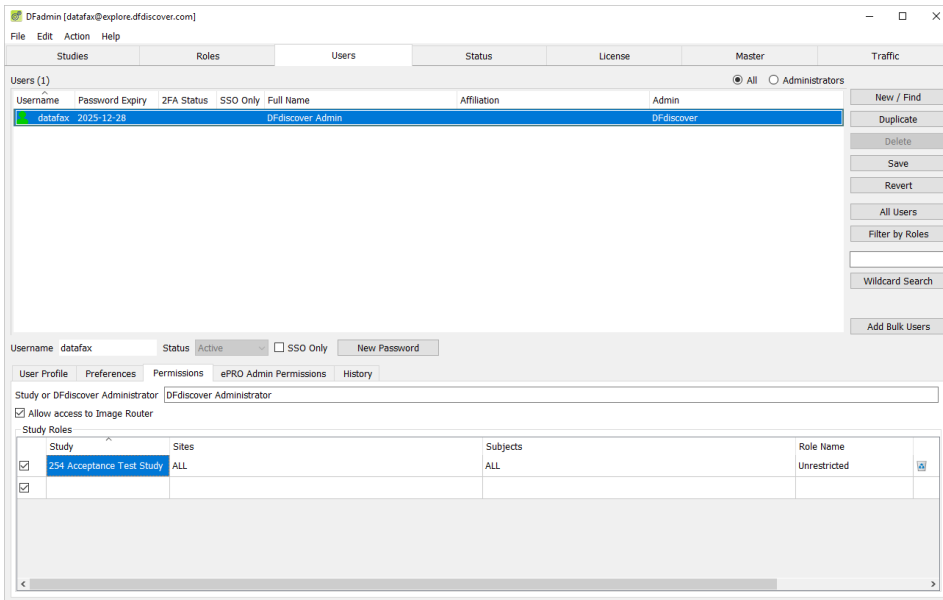 DFadmin [datafax@explore.dfdiscover.com]
File Edit Action Help
Studies Roles Users Status License Master Traffic
Users (1) All Administrators
Username Password Expiry 2FA Status SSO Only Full Name Affiliation Admin
datafax 2025-12-28 DFdiscover Admin DFdiscover
New / Find
Duplicate
Delete
Save
Revert
All Users
Filter by Roles
Wildcard Search
Add Bulk Users
Username datafax Status Active SSO Only New Password
User Profile Preferences Permissions ePRO Admin Permissions History
Study or DFdiscover Administrator DFdiscover Administrator
Allow access to Image Router
Study Roles
Study Sites Subjects Role Name
254 Acceptance Test Study ALL ALL Unrestricted